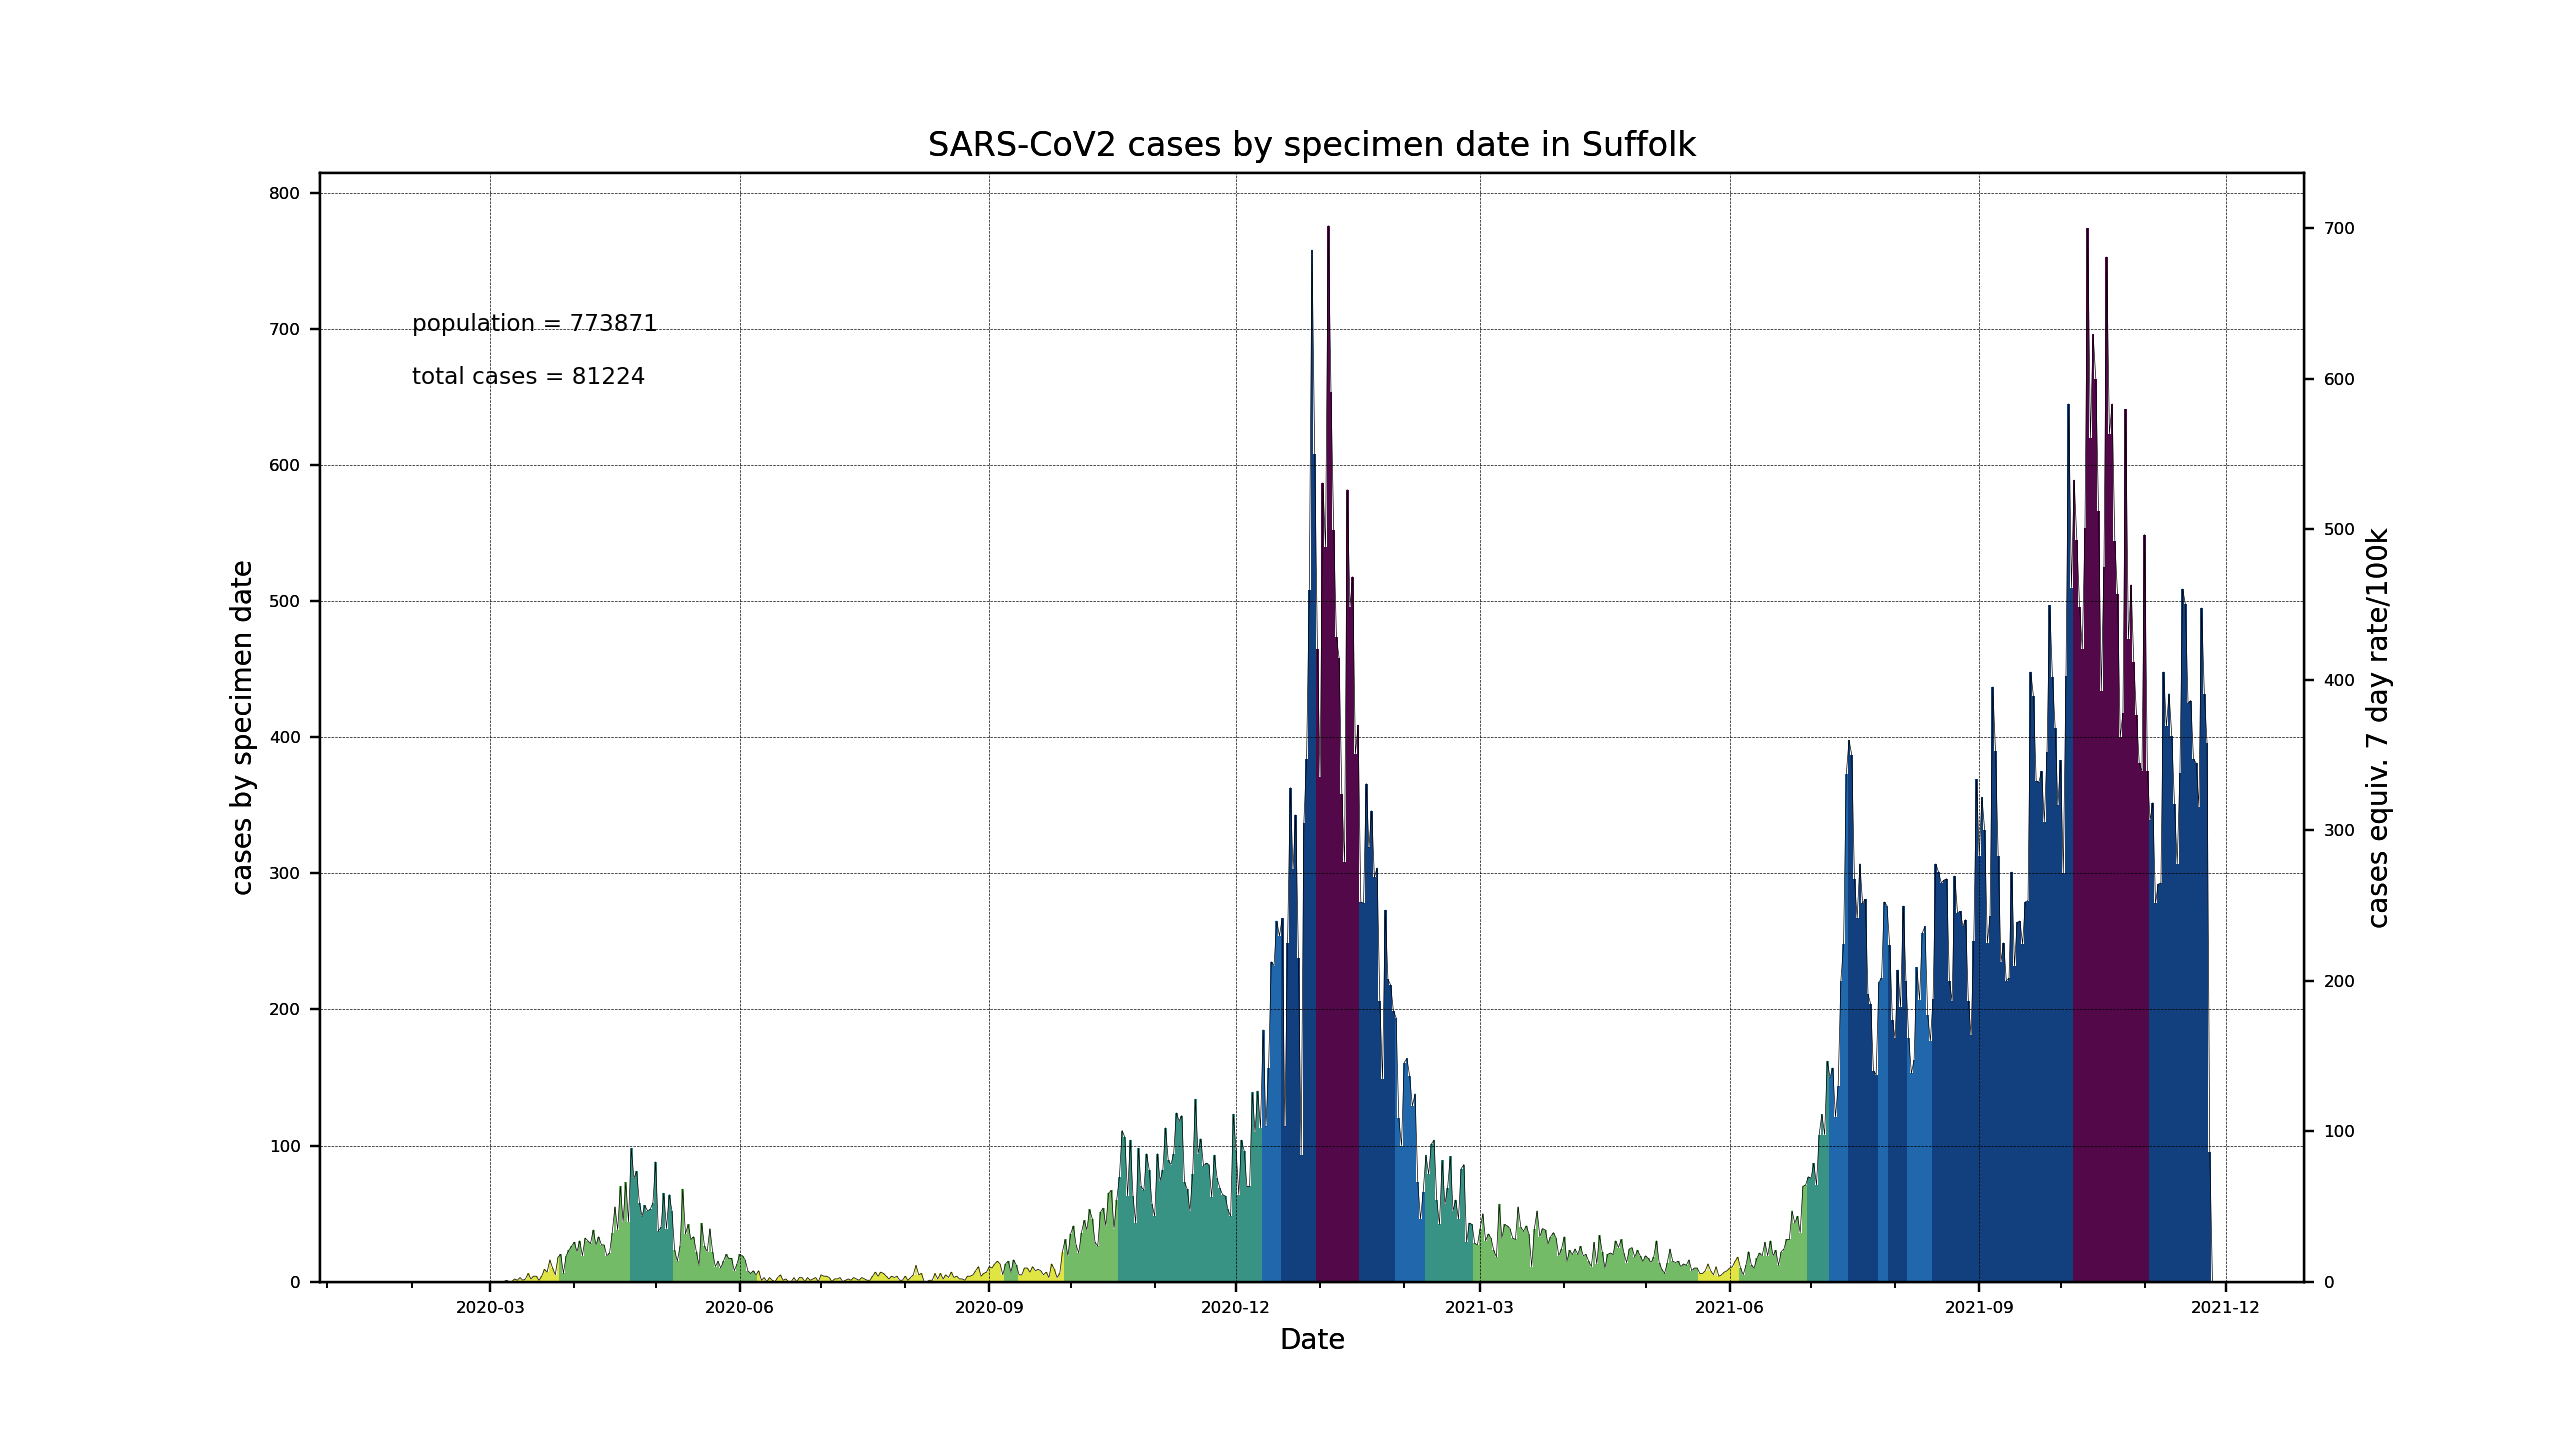 SARS-CoV2 cases by specimen date in Suffolk
population = 773871
total cases = 81224
cases by specimen date
800
700
600
500
400
300
200
100
0
cases equiv. 7 day rate/100k
700
600
500
400
300
200
100
0
2020-03 2020-06 2020-09 2020-12 2021-03 2021-06 2021-09 2021-12
Date